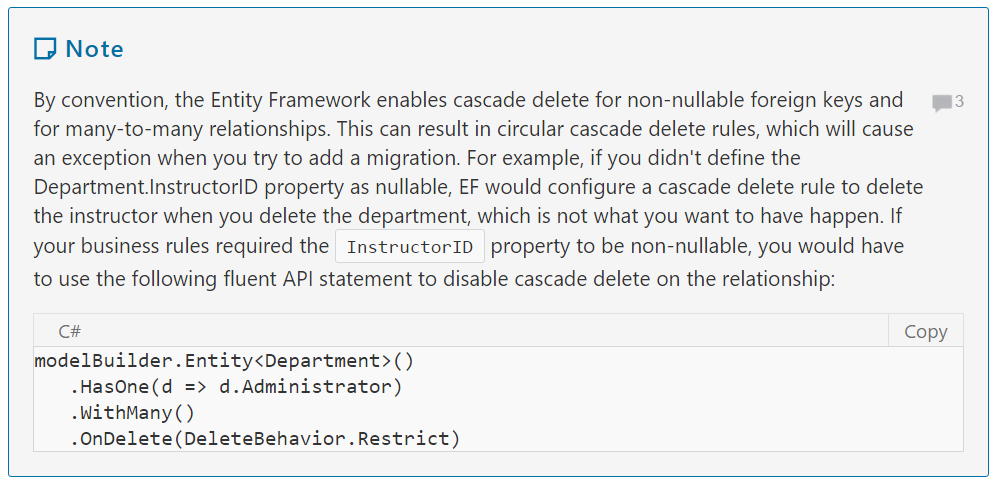 Note
By convention, the Entity Framework enables cascade delete for non-nullable foreign keys and
3
for many-to-many relationships. This can result in circular cascade delete rules, which will cause
an exception when you try to add a migration. For example, if you didn't define the
Department.InstructorID property as nullable, EF would configure a cascade delete rule to delete
the instructor when you delete the department, which is not what you want to have happen. If
your business rules required the InstructorID property to be non-nullable, you would have
to use the following fluent API statement to disable cascade delete on the relationship:
C#
Copy
modelBuilder.Entity<Department>()
   .HasOne(d => d.Administrator)
   .WithMany()
   .OnDelete(DeleteBehavior.Restrict)